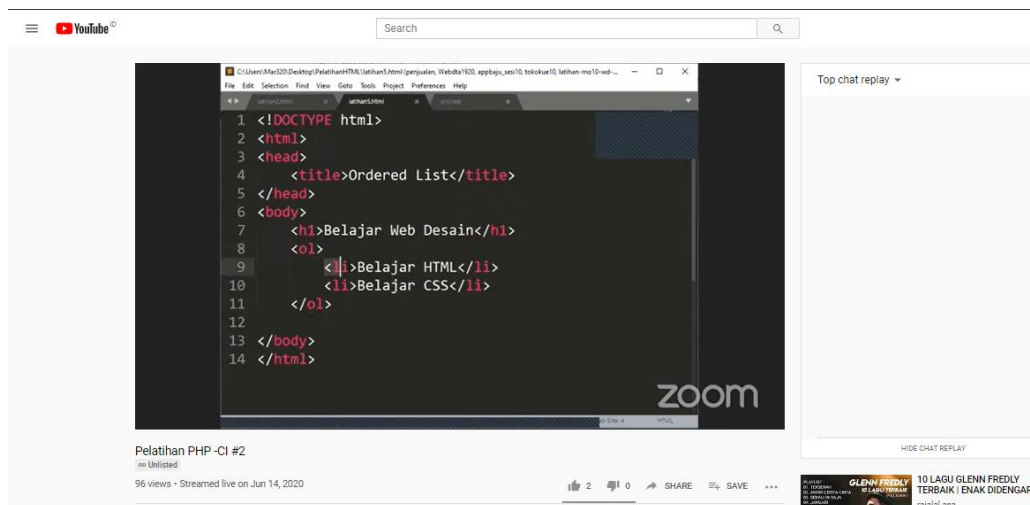 YouTube ID
Search
C:\Users\Mar320\Desktop\PelatihanHTML\latihan5.html (penjualan, Webdta1920, appbaju_sesi10, tokokue10, latihan-mo10-wd-...
File Edit Selection Find View Goto Tools Project Preferences Help
latihan5.html
untitled
1 <!DOCTYPE html>
2 <html>
3 <head>
4 <title>Ordered List</title>
5 </head>
6 <body>
7 <h1>Belajar Web Desain</h1>
8 <ol>
9 <li>Belajar HTML</li>
10 <li>Belajar CSS</li>
11 </ol>
12
13 </body>
14 </html>
zoom
HTML
Top chat replay
HIDE CHAT REPLAY
Pelatihan PHP -CI #2
Unlisted
96 views • Streamed live on Jun 14, 2020
2 0 SHARE SAVE
GLENN FREDLY
10 LAGU TERBAIK
10 LAGU GLENN FREDLY
TERBAIK | ENAK DIDENGAR